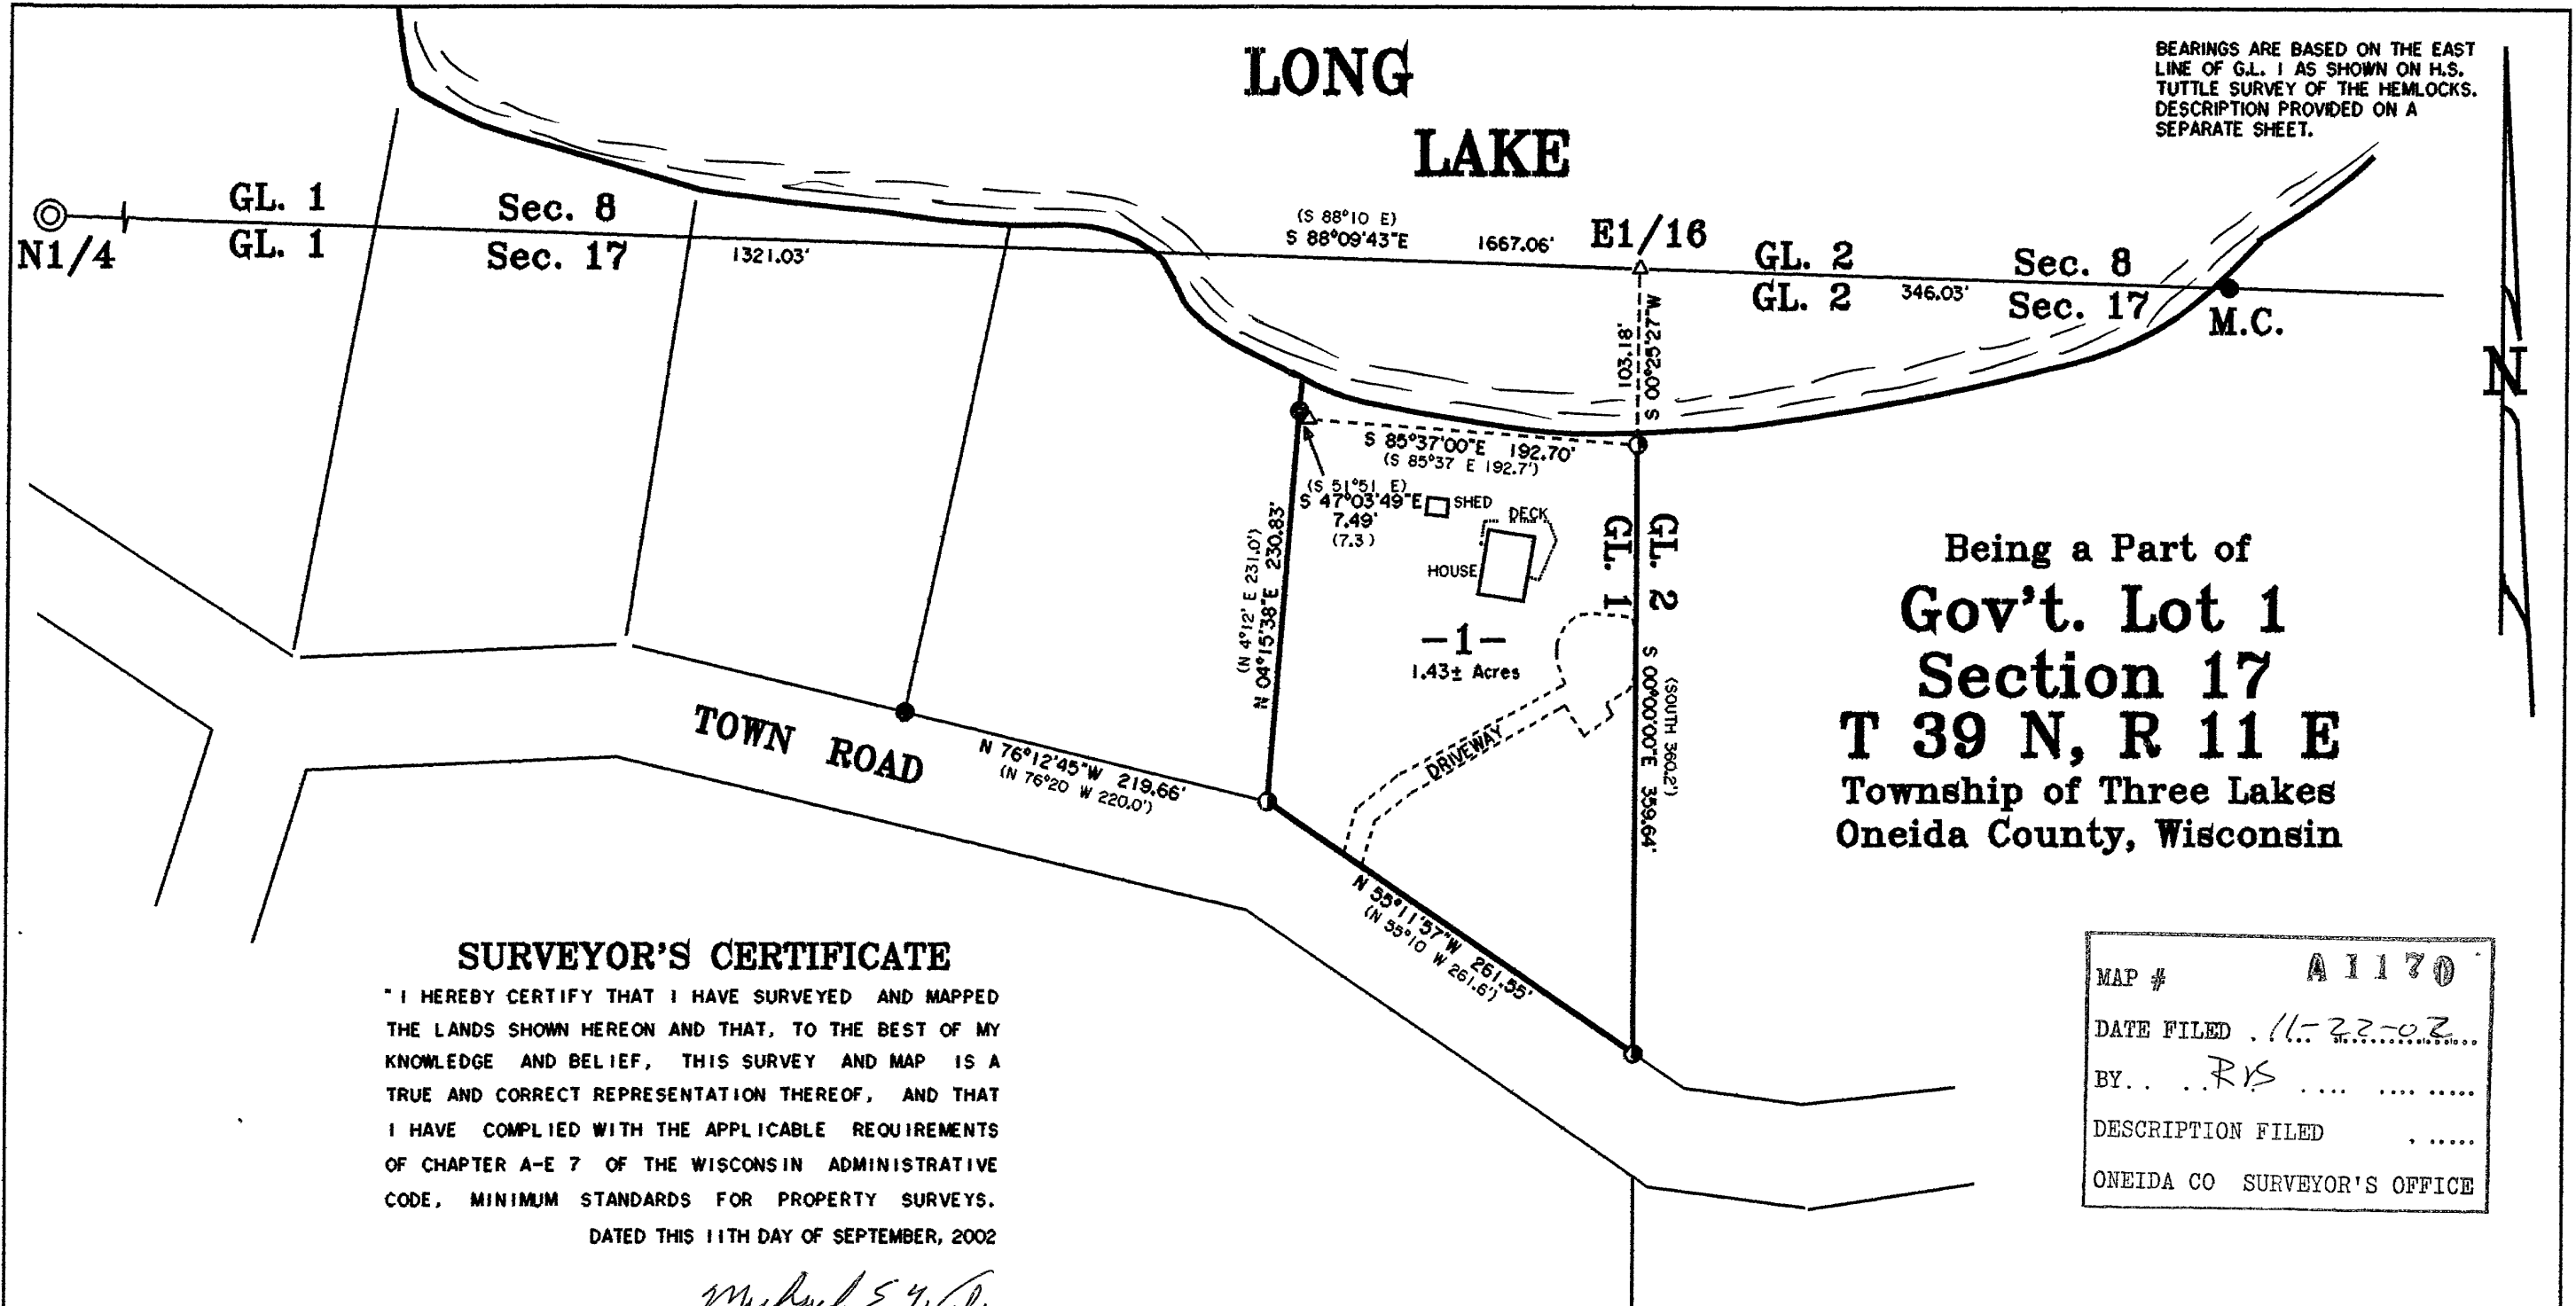 LONG
LAKE
BEARINGS ARE BASED ON THE EAST
LINE OF G.L. 1 AS SHOWN ON H.S.
TUTTLE SURVEY OF THE HEMLOCKS.
DESCRIPTION PROVIDED ON A
SEPARATE SHEET.
N1/4
GL. 1
GL. 1
Sec. 8
Sec. 17
1321.03'
(S 88°10 E)
S 88°09'43"E
1667.06'
E1/16
GL. 2
GL. 2
346.03'
Sec. 8
Sec. 17
M.C.
N
103.18'
S 00°25'27"W
S 85°37'00"E 192.70'
(S 85°37 E 192.7')
(S 51°51 E)
S 47°03'49"E
7.49'
(7.3)
SHED
DECK
HOUSE
(N 4°12' E 231.0')
N 04°15'38"E 230.83'
-1-
1.43± Acres
GL. 1
GL. 2
S 00°00'00"E 359.64'
(SOUTH 360.2')
DRIVEWAY
TOWN ROAD
N 76°12'45"W 219.66'
(N 76°20 W 220.0')
N 55°11'57"W 261.55'
(N 55°10 W 261.6')
Being a Part of
Gov't. Lot 1
Section 17
T 39 N, R 11 E
Township of Three Lakes
Oneida County, Wisconsin
SURVEYOR'S CERTIFICATE
"I HEREBY CERTIFY THAT I HAVE SURVEYED AND MAPPED
THE LANDS SHOWN HEREON AND THAT, TO THE BEST OF MY
KNOWLEDGE AND BELIEF, THIS SURVEY AND MAP IS A
TRUE AND CORRECT REPRESENTATION THEREOF, AND THAT
I HAVE COMPLIED WITH THE APPLICABLE REQUIREMENTS
OF CHAPTER A-E 7 OF THE WISCONSIN ADMINISTRATIVE
CODE, MINIMUM STANDARDS FOR PROPERTY SURVEYS.
DATED THIS 11TH DAY OF SEPTEMBER, 2002
MAP # A1170
DATE FILED . 11-22-02
BY. . . . RVS
DESCRIPTION FILED
ONEIDA CO SURVEYOR'S OFFICE